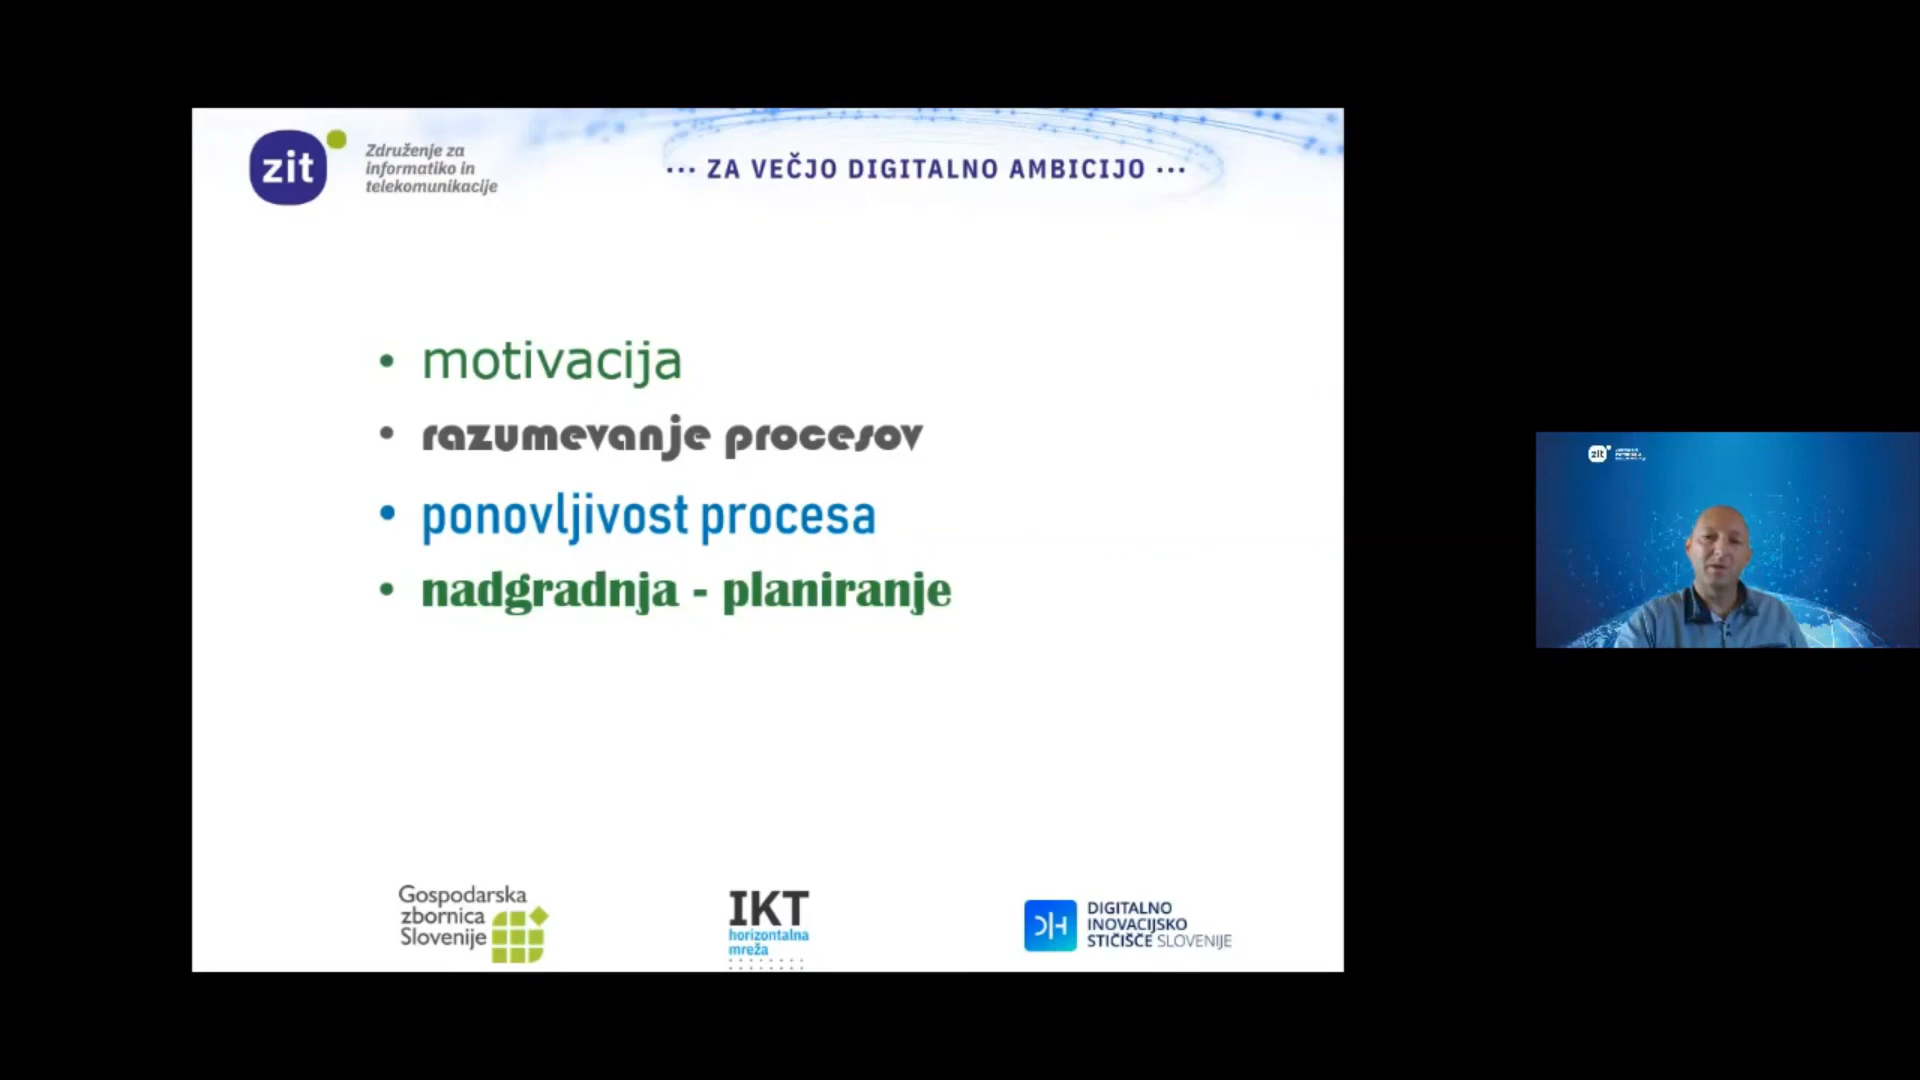 zit
Združenje za
informatiko in
telekomunikacije
••• ZA VEČJO DIGITALNO AMBICIJO •••
• motivacija
• razumevanje procesov
• ponovljivost procesa
• nadgradnja - planiranje
Gospodarska
zbornica
Slovenije
IKT
horizontalna
mreža
DIGITALNO
INOVACIJSKO
STIČIŠČE SLOVENIJE
zit